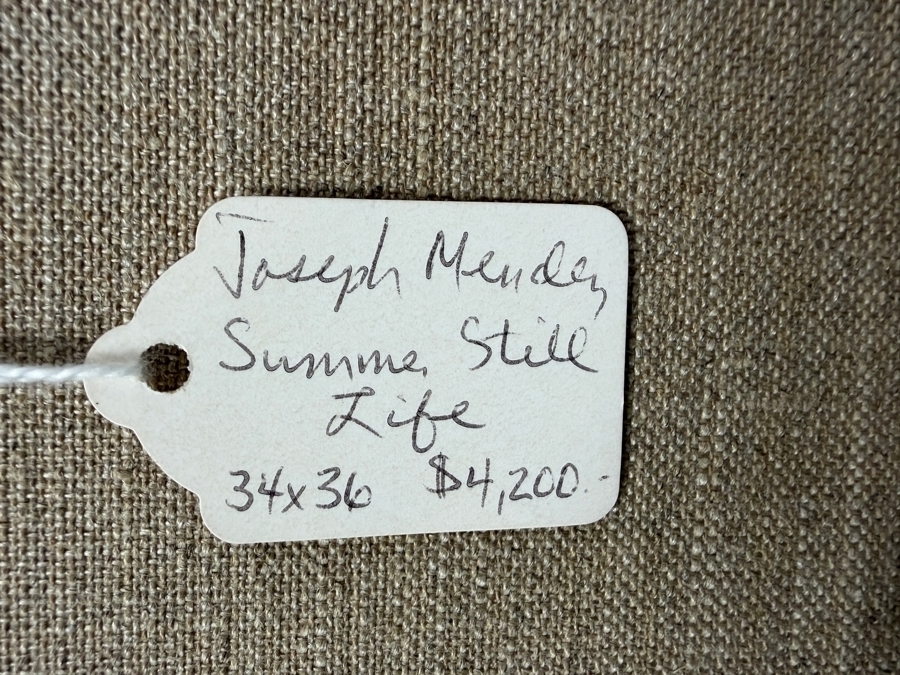 Joseph Mendez
Summer Still
Life
34x36 $4,200.-